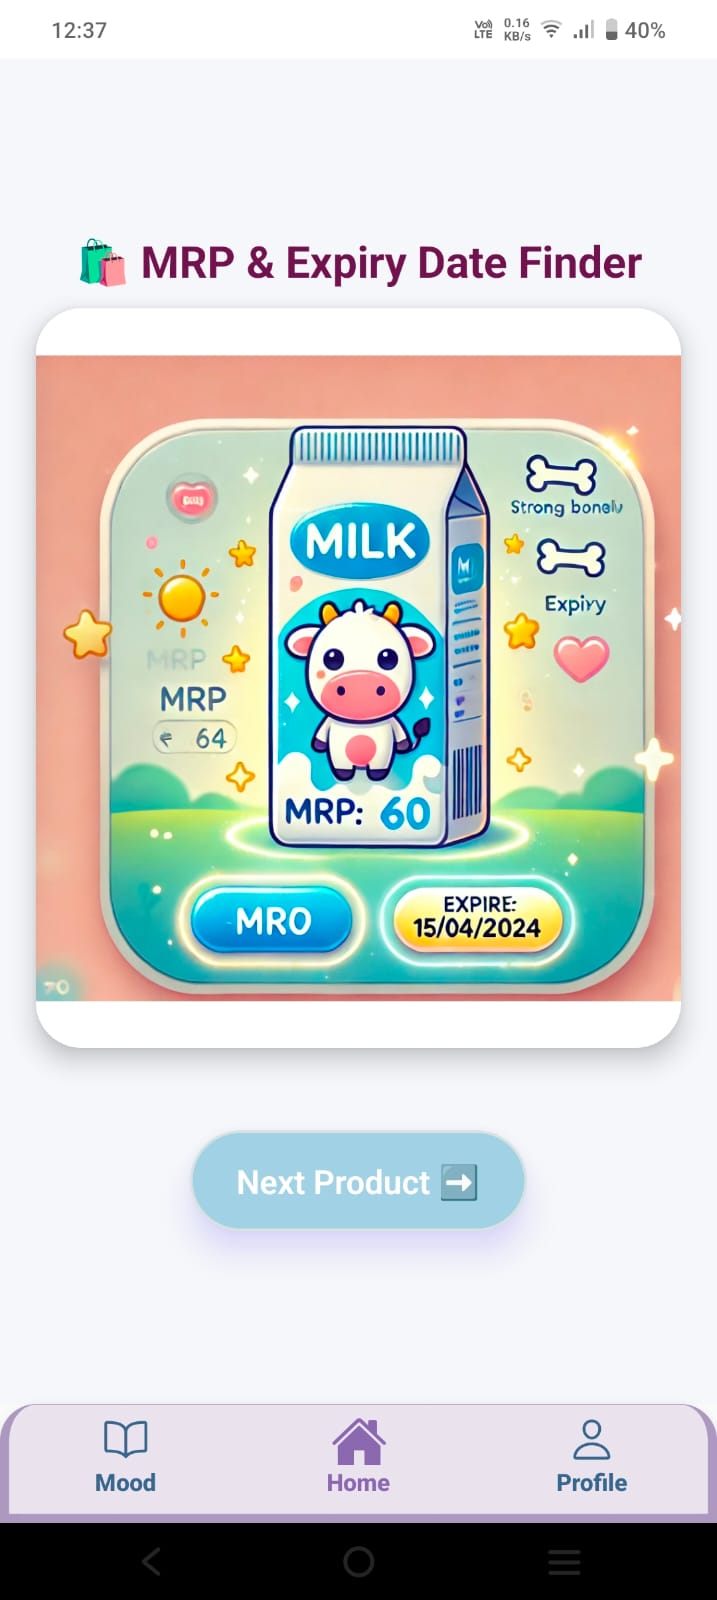 12:37
Vo)) 0.16
LTE KB/s
40%
🛍️ MRP & Expiry Date Finder
MILK
M
Strong bonelv
Expiry
MRP
MRP
₹ 64
MRP: 60
MRO
EXPIRE:
15/04/2024
70
Next Product ➡️
Mood
Home
Profile